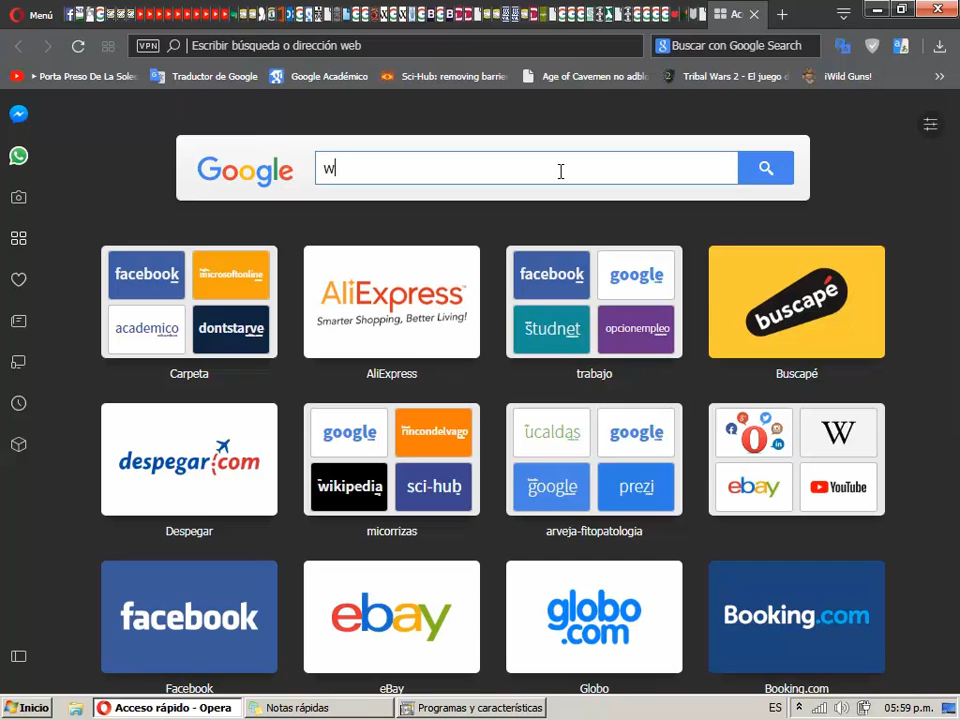 Menú
Ac
VPN Escribir búsqueda o dirección web
Buscar con Google Search
Porta Preso De La Sole
Traductor de Google
Google Académico
Sci-Hub: removing barrie
Age of Cavemen no adblo
Tribal Wars 2 - El juego d
iWild Guns!
Google
w
facebook
microsoftonline
academico
dontstarve
Carpeta
AliExpress
Smarter Shopping, Better Living!
AliExpress
facebook
google
studnet
opcionempleo
trabajo
buscapé
Buscapé
despegar.com
Despegar
google
rincondelvago
wikipedia
sci-hub
micorrizas
ucaldas
google
google
prezi
arveja-fitopatologia
W
ebay
YouTube
facebook
Facebook
ebay
eBay
globo
.com
Globo
Booking.com
Booking.com
Inicio
Acceso rápido - Opera
Notas rápidas
Programas y características
ES
05:59 p.m.